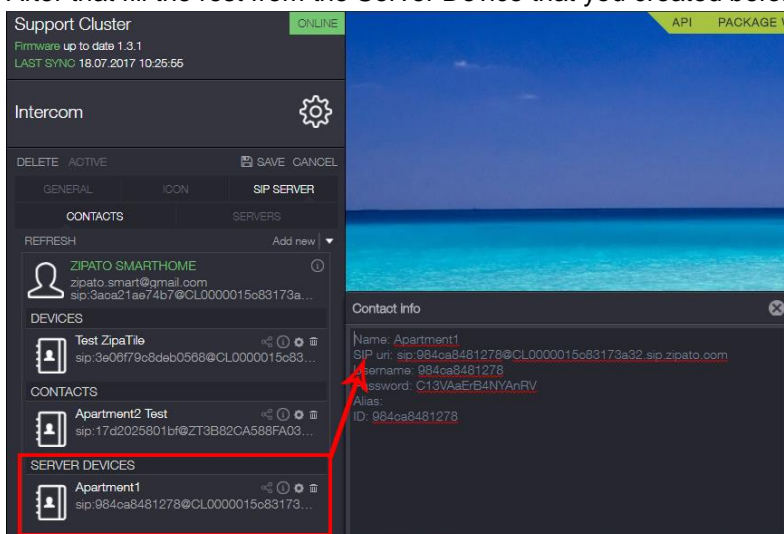 After that fill the rest from the Server Device that you created befor
Support Cluster
ONLINE
Firmware up to date 1.3.1
LAST SYNC 18.07.2017 10:25:55
API PACKAGE
Intercom
DELETE ACTIVE SAVE CANCEL
GENERAL ICON SIP SERVER
CONTACTS SERVERS
REFRESH Add new
ZIPATO SMARTHOME
zipato.smart@gmail.com
sip:3aca21ae74b7@CL0000015c83173a...
DEVICES
Test ZipaTile
sip:3e06f79c8deb0568@CL0000015c83...
CONTACTS
Apartment2 Test
sip:17d2025801bf@ZT3B82CA588FA03...
SERVER DEVICES
Apartment1
sip:984ca8481278@CL0000015c83173...
Contact info
Name: Apartment1
SIP uri: sip:984ca8481278@CL0000015c83173a32.sip.zipato.com
Username: 984ca8481278
Password: C13VAaErB4NYAnRV
Alias:
ID: 984ca8481278